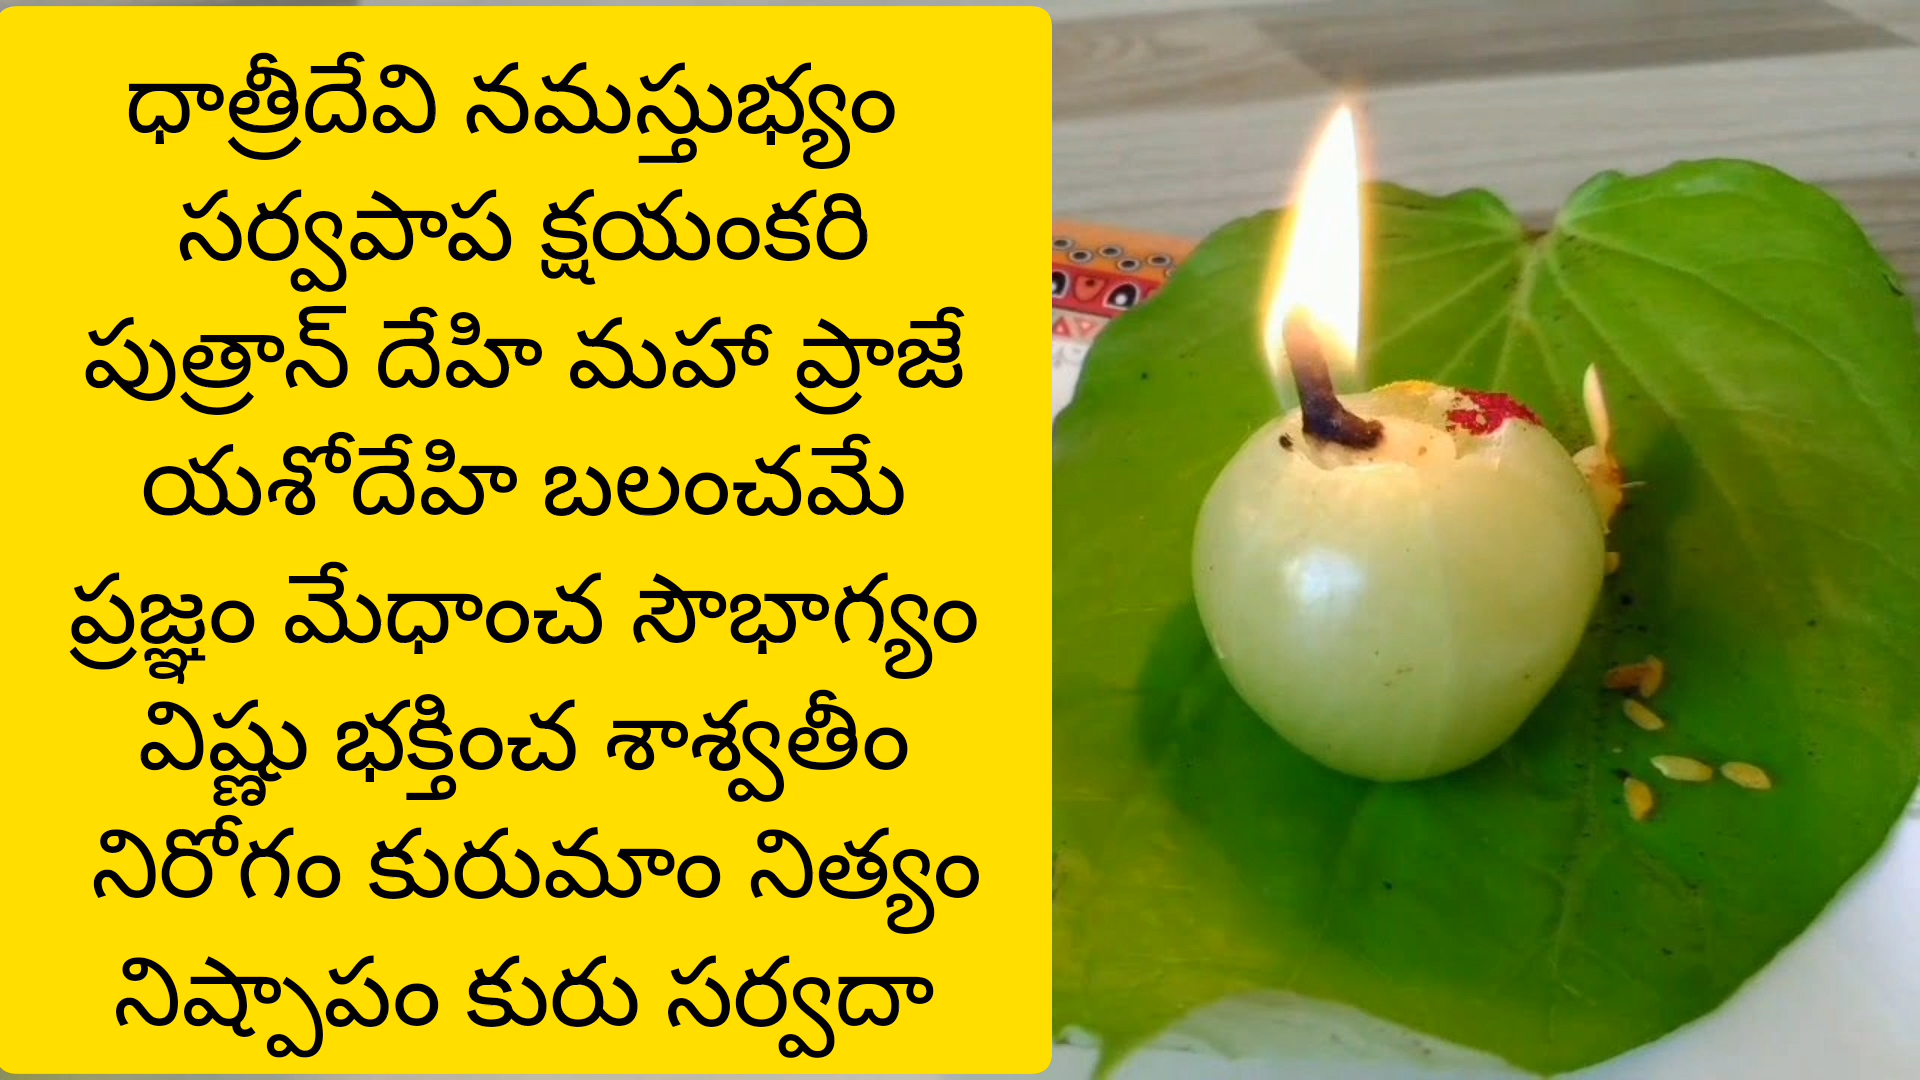 ధాత్రీదేవి నమస్తుభ్యం
సర్వపాప క్షయంకరి
పుత్రాన్ దేహి మహా ప్రాజే
యశోదేహి బలంచమే
ప్రజ్ఞం మేధాంచ సౌభాగ్యం
విష్ణు భక్తించ శాశ్వతీం
నిరోగం కురుమాం నిత్యం
నిష్పాపం కురు సర్వదా